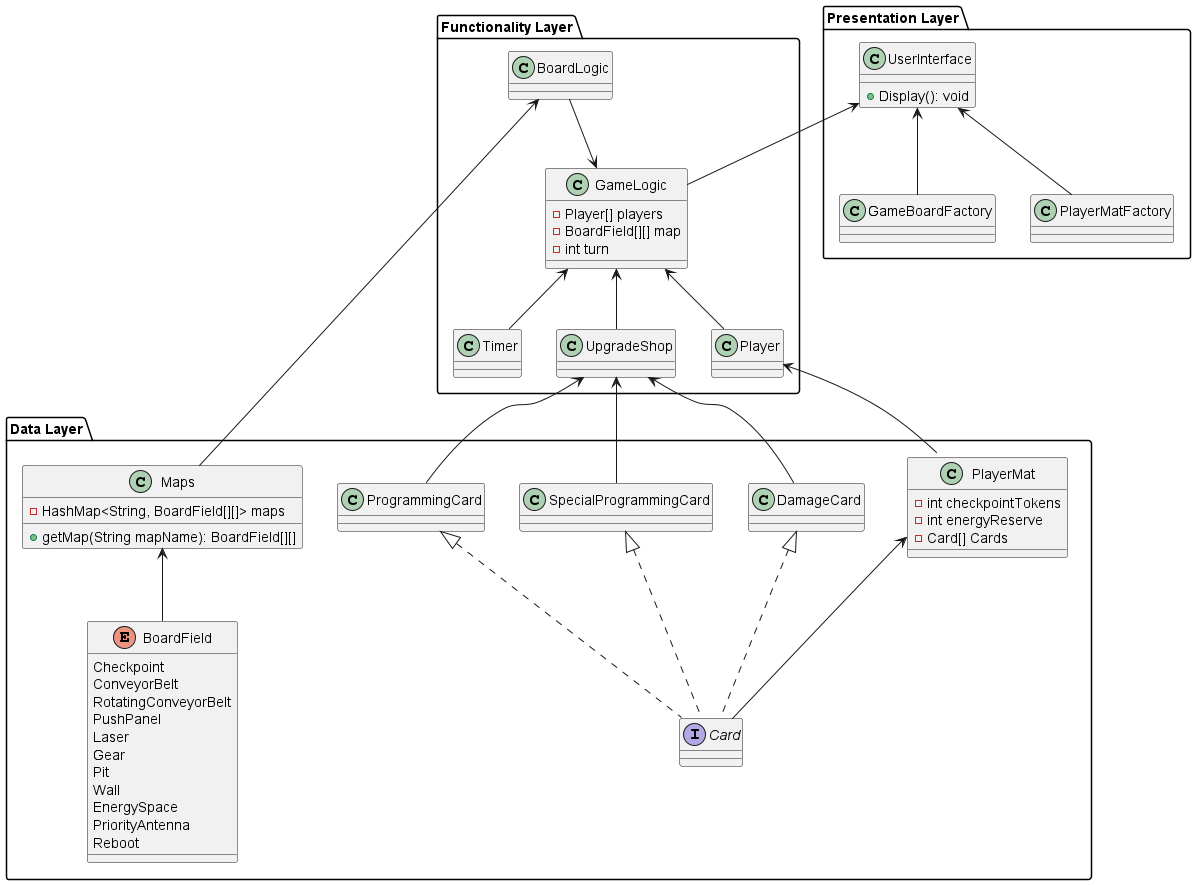 Functionality Layer
C BoardLogic
C GameLogic
Player[] players
BoardField[][] map
int turn
C Timer
C UpgradeShop
C Player
Presentation Layer
C UserInterface
Display(): void
C GameBoardFactory
C PlayerMatFactory
Data Layer
C Maps
HashMap<String, BoardField[][]> maps
getMap(String mapName): BoardField[][]
C ProgrammingCard
C SpecialProgrammingCard
C DamageCard
C PlayerMat
int checkpointTokens
int energyReserve
Card[] Cards
E BoardField
Checkpoint
ConveyorBelt
RotatingConveyorBelt
PushPanel
Laser
Gear
Pit
Wall
EnergySpace
PriorityAntenna
Reboot
I Card